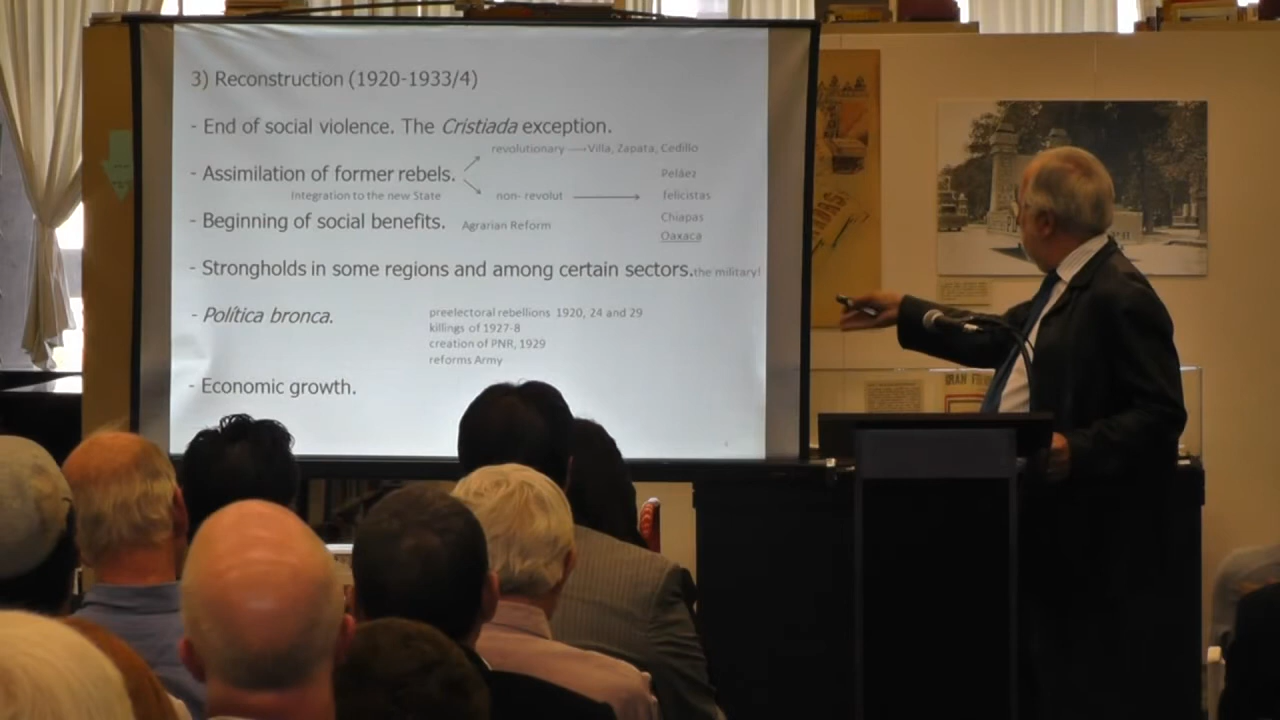 3) Reconstruction (1920-1933/4)
- End of social violence. The Cristiada exception.
revolutionary → Villa, Zapata, Cedillo
- Assimilation of former rebels.
Peláez
Integration to the new State
non- revolut → felicistas
- Beginning of social benefits. Agrarian Reform
Chiapas
Oaxaca
- Strongholds in some regions and among certain sectors. the military!
- Política bronca.
preelectoral rebellions 1920, 24 and 29
killings of 1927-8
creation of PNR, 1929
reforms Army
- Economic growth.
GRAN